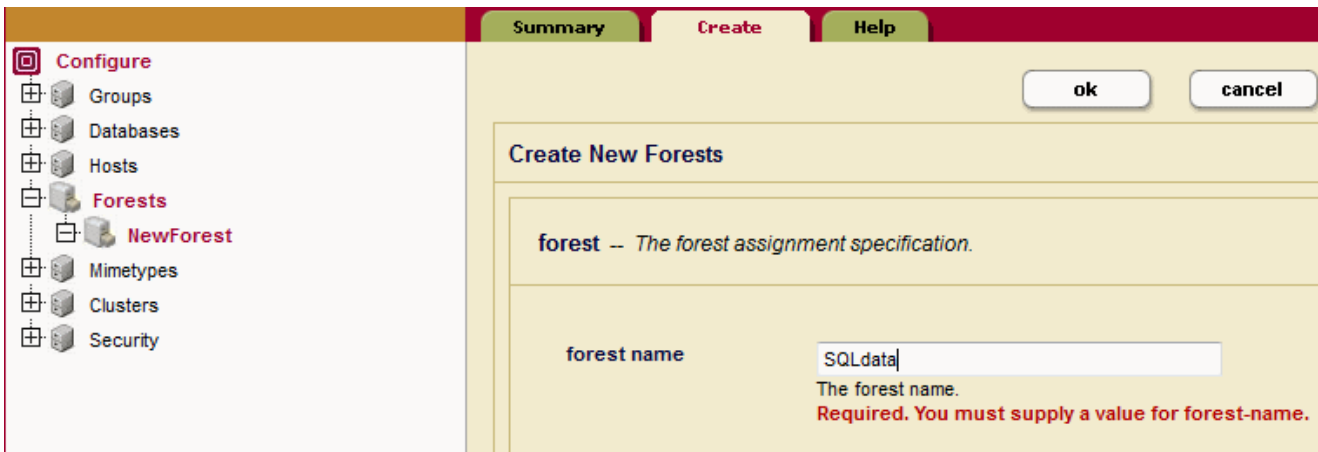 Summary
Create
Help
Configure
Groups
Databases
Hosts
Forests
NewForest
Mimetypes
Clusters
Security
ok
cancel
Create New Forests
forest -- The forest assignment specification.
forest name
SQLdata
The forest name.
Required. You must supply a value for forest-name.